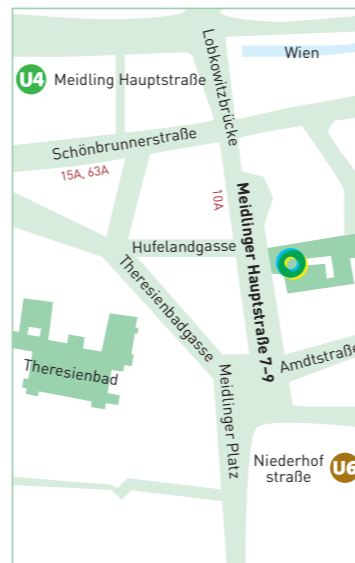 Lobkowitzbrücke
Wien
U4 Meidling Hauptstraße
Schönbrunnerstraße
15A, 63A
10A
Meidlinger Hauptstraße 7–9
Hufelandgasse
Theresienbadgasse
Theresienbad
Meidlinger Platz
Arndtstraße
Niederhof
straße
U6